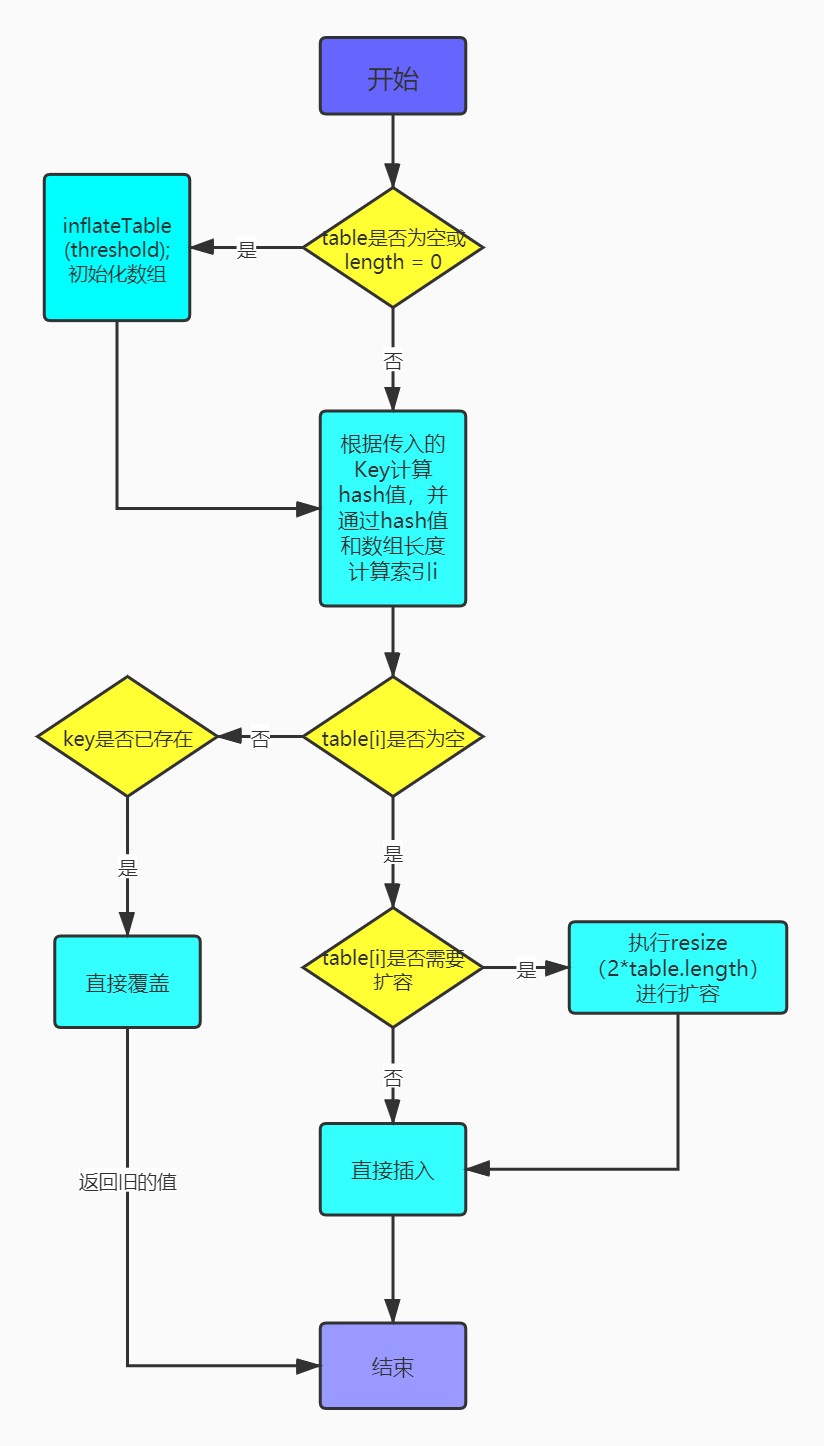 开始
table是否为空或
length = 0
是
inflateTable
(threshold);
初始化数组
否
根据传入的
Key计算
hash值，并
通过hash值
和数组长度
计算索引i
table[i]是否为空
否
key是否已存在
是
是
直接覆盖
table[i]是否需要
扩容
是
执行resize
（2*table.length）
进行扩容
否
直接插入
返回旧的值
结束